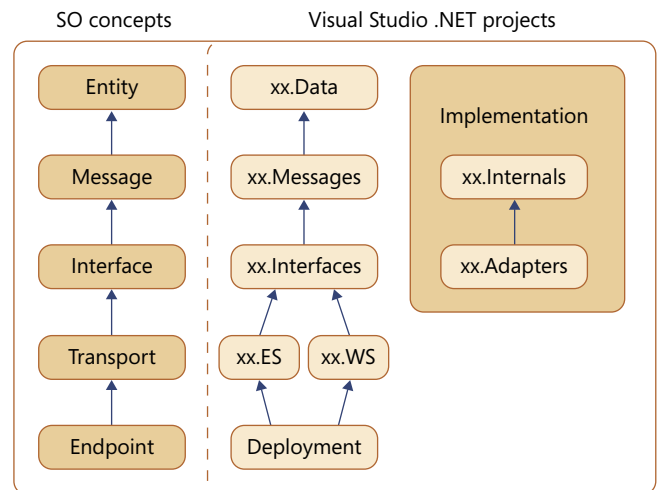 SO concepts
Visual Studio .NET projects
Entity
xx.Data
Implementation
Message
xx.Messages
xx.Internals
Interface
xx.Interfaces
xx.Adapters
Transport
xx.ES
xx.WS
Endpoint
Deployment